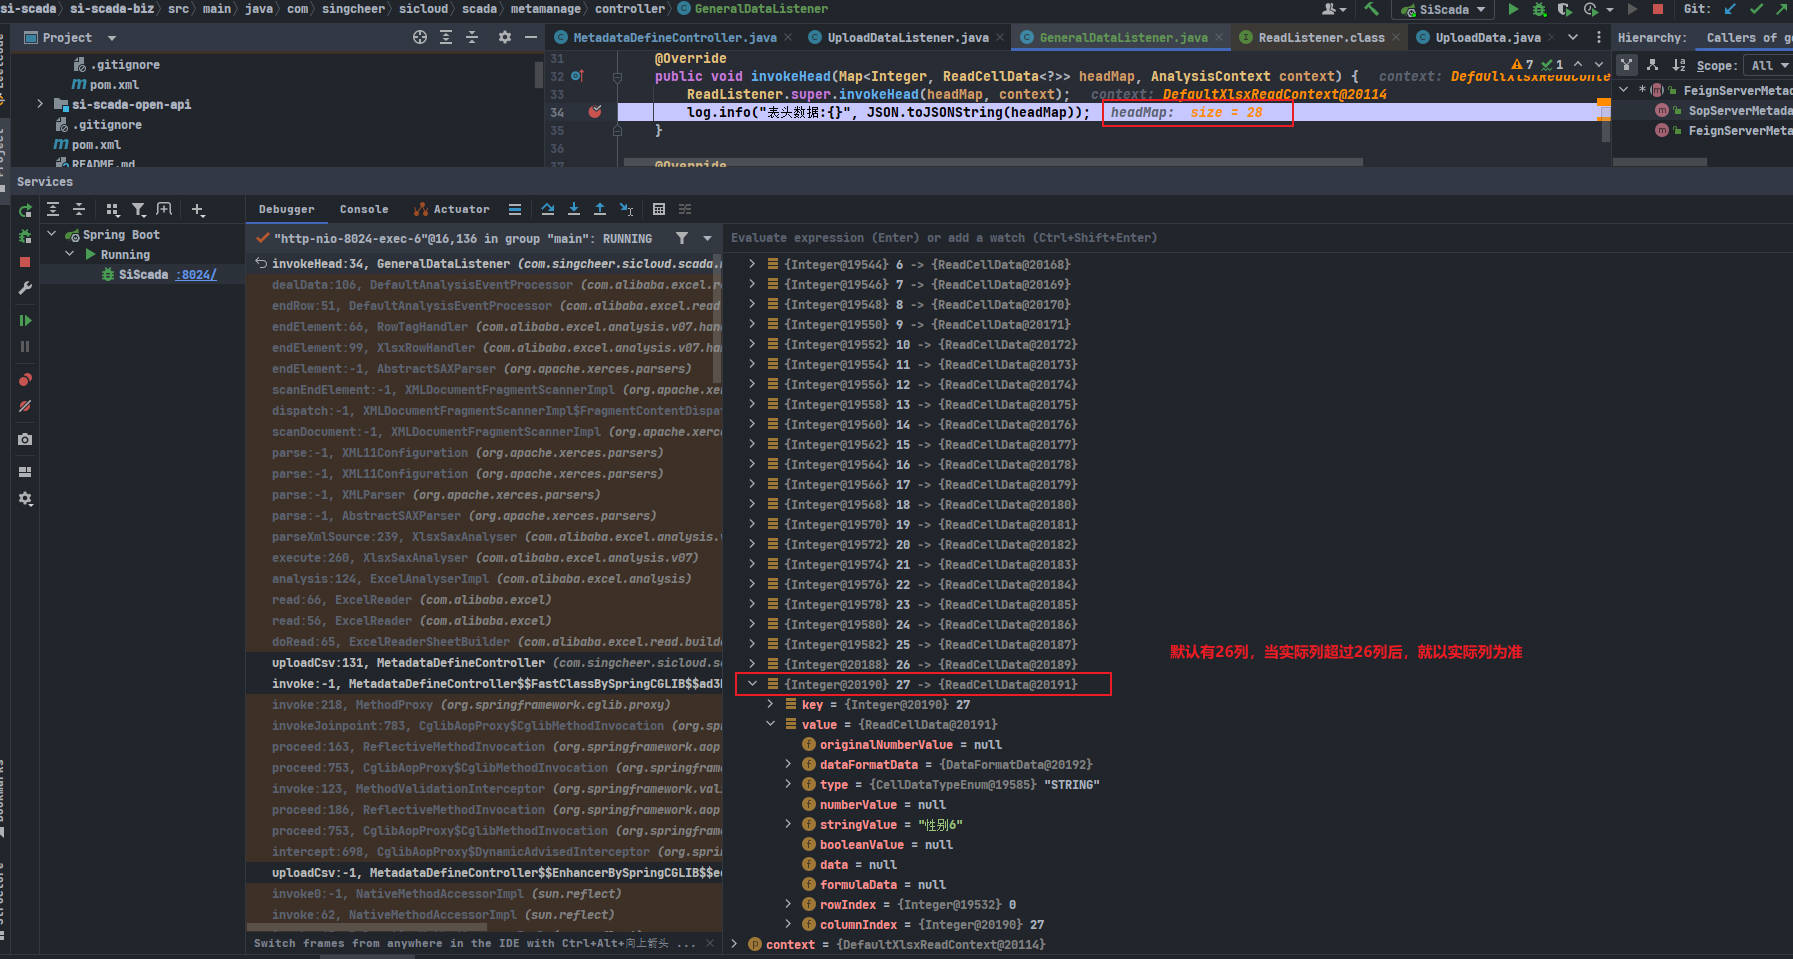 si-scada › si-scada-biz › src › main › java › com › singcheer › sicloud › scada › metamanage › controller › GeneralDataListener
SiScada Git:
Project
.gitignore
pom.xml
si-scada-open-api
.gitignore
pom.xml
README.md
MetadataDefineController.java
UploadDataListener.java
GeneralDataListener.java
ReadListener.class
UploadData.java
Hierarchy: Callers of
Scope: All
FeignServerMetad
SopServerMetad
FeignServerMeta
7 1
31 @Override
32 public void invokeHead(Map<Integer, ReadCellData<?>> headMap, AnalysisContext context) { context: DefaultXlsxReadConte
33 ReadListener.super.invokeHead(headMap, context); context: DefaultXlsxReadContext@20114
34 log.info("表头数据:{}", JSON.toJSONString(headMap)); headMap: size = 28
35 }
36
37 @Override
Services
Spring Boot
Running
SiScada :8024/
Debugger Console Actuator
"http-nio-8024-exec-6"@16,136 in group "main": RUNNING
invokeHead:34, GeneralDataListener (com.singcheer.sicloud.scada.
dealData:106, DefaultAnalysisEventProcessor (com.alibaba.excel.re
endRow:51, DefaultAnalysisEventProcessor (com.alibaba.excel.read
endElement:66, RowTagHandler (com.alibaba.excel.analysis.v07.han
endElement:99, XlsxRowHandler (com.alibaba.excel.analysis.v07.ha
endElement:-1, AbstractSAXParser (org.apache.xerces.parsers)
scanEndElement:-1, XMLDocumentFragmentScannerImpl (org.apache.xe
dispatch:-1, XMLDocumentFragmentScannerImpl$FragmentContentDispat
scanDocument:-1, XMLDocumentFragmentScannerImpl (org.apache.xerc
parse:-1, XML11Configuration (org.apache.xerces.parsers)
parse:-1, XML11Configuration (org.apache.xerces.parsers)
parse:-1, XMLParser (org.apache.xerces.parsers)
parse:-1, AbstractSAXParser (org.apache.xerces.parsers)
parseXmlSource:239, XlsxSaxAnalyser (com.alibaba.excel.analysis.v
execute:260, XlsxSaxAnalyser (com.alibaba.excel.analysis.v07)
analysis:124, ExcelAnalyserImpl (com.alibaba.excel.analysis)
read:66, ExcelReader (com.alibaba.excel)
read:56, ExcelReader (com.alibaba.excel)
doRead:65, ExcelReaderSheetBuilder (com.alibaba.excel.read.builde
uploadCsv:131, MetadataDefineController (com.singcheer.sicloud.s
invoke:-1, MetadataDefineController$$FastClassBySpringCGLIB$$ad3
invoke:218, MethodProxy (org.springframework.cglib.proxy)
invokeJoinpoint:783, CglibAopProxy$CglibMethodInvocation (org.sp
proceed:163, ReflectiveMethodInvocation (org.springframework.aop
proceed:753, CglibAopProxy$CglibMethodInvocation (org.springfram
invoke:123, MethodValidationInterceptor (org.springframework.val
proceed:186, ReflectiveMethodInvocation (org.springframework.aop
proceed:753, CglibAopProxy$CglibMethodInvocation (org.springfram
intercept:698, CglibAopProxy$DynamicAdvisedInterceptor (org.sprin
uploadCsv:-1, MetadataDefineController$$EnhancerBySpringCGLIB$$e
invoke0:-1, NativeMethodAccessorImpl (sun.reflect)
invoke:62, NativeMethodAccessorImpl (sun.reflect)
Switch frames from anywhere in the IDE with Ctrl+Alt+向上箭头 ...
Evaluate expression (Enter) or add a watch (Ctrl+Shift+Enter)
{Integer@19544} 6 -> {ReadCellData@20168}
{Integer@19546} 7 -> {ReadCellData@20169}
{Integer@19548} 8 -> {ReadCellData@20170}
{Integer@19550} 9 -> {ReadCellData@20171}
{Integer@19552} 10 -> {ReadCellData@20172}
{Integer@19554} 11 -> {ReadCellData@20173}
{Integer@19556} 12 -> {ReadCellData@20174}
{Integer@19558} 13 -> {ReadCellData@20175}
{Integer@19560} 14 -> {ReadCellData@20176}
{Integer@19562} 15 -> {ReadCellData@20177}
{Integer@19564} 16 -> {ReadCellData@20178}
{Integer@19566} 17 -> {ReadCellData@20179}
{Integer@19568} 18 -> {ReadCellData@20180}
{Integer@19570} 19 -> {ReadCellData@20181}
{Integer@19572} 20 -> {ReadCellData@20182}
{Integer@19574} 21 -> {ReadCellData@20183}
{Integer@19576} 22 -> {ReadCellData@20184}
{Integer@19578} 23 -> {ReadCellData@20185}
{Integer@19580} 24 -> {ReadCellData@20186}
{Integer@19582} 25 -> {ReadCellData@20187}
{Integer@20188} 26 -> {ReadCellData@20189}
{Integer@20190} 27 -> {ReadCellData@20191}
key = {Integer@20190} 27
value = {ReadCellData@20191}
originalNumberValue = null
dataFormatData = {DataFormatData@20192}
type = {CellDataTypeEnum@19585} "STRING"
numberValue = null
stringValue = "性别6"
booleanValue = null
data = null
formulaData = null
rowIndex = {Integer@19532} 0
columnIndex = {Integer@20190} 27
context = {DefaultXlsxReadContext@20114}
默认有26列，当实际列超过26列后，就以实际列为准